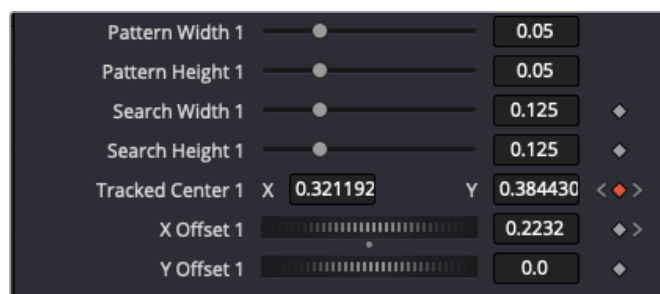 Pattern Width 1 0.05
Pattern Height 1 0.05
Search Width 1 0.125
Search Height 1 0.125
Tracked Center 1 X 0.321192 Y 0.384430
X Offset 1 0.2232
Y Offset 1 0.0